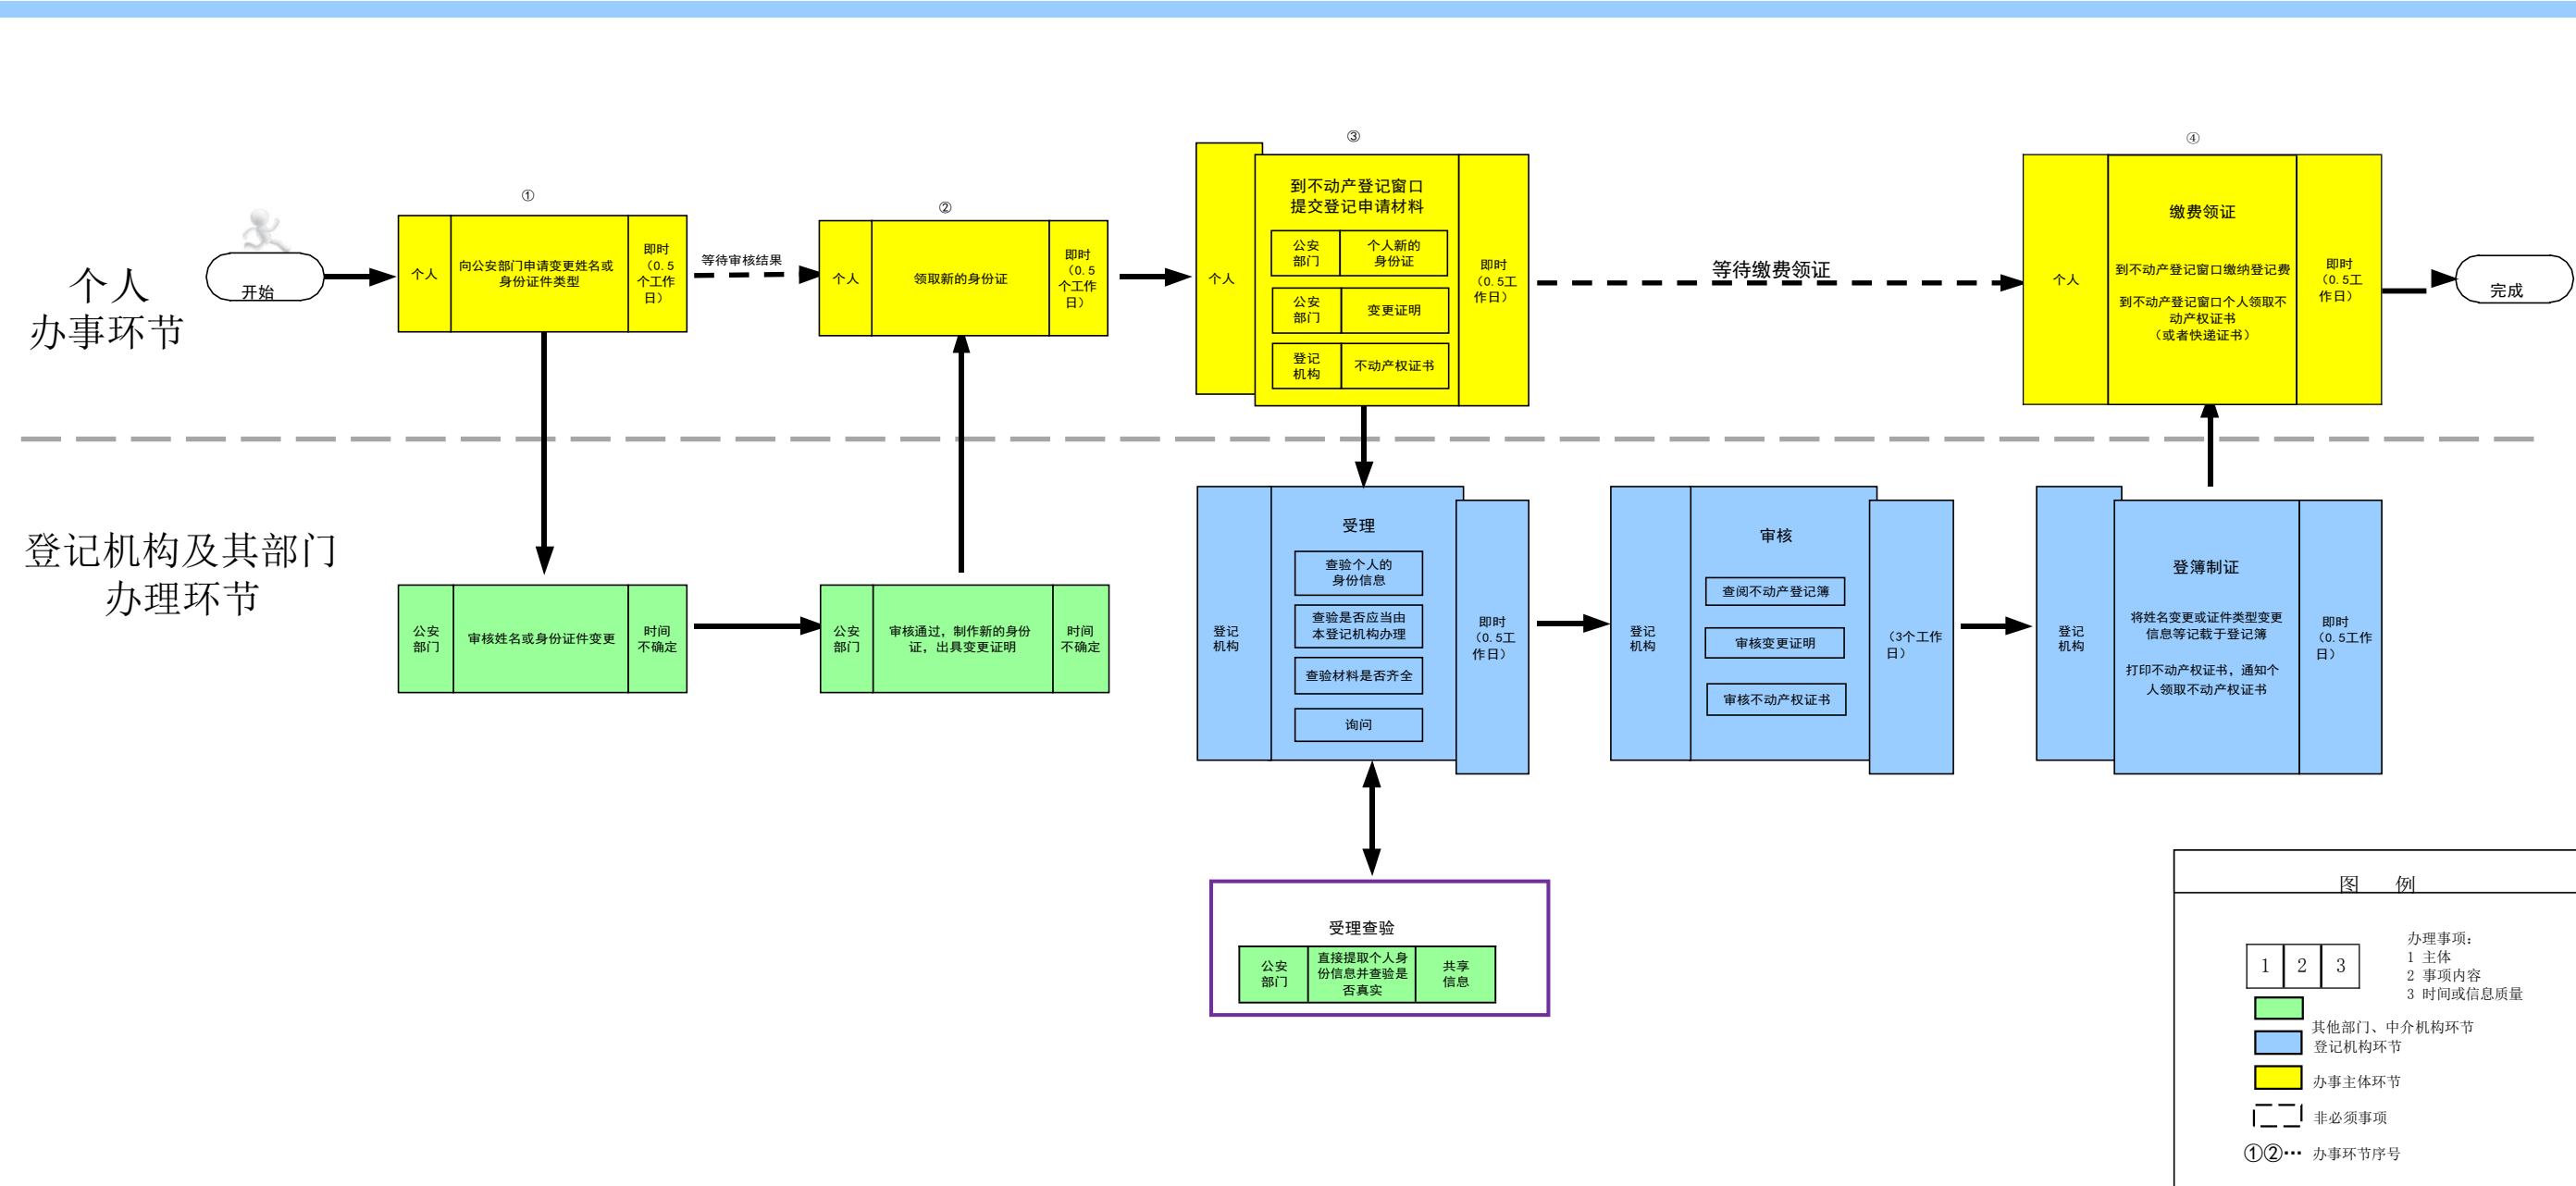 个人
办事环节
开始
①
个人
向公安部门申请变更姓名或
身份证件类型
即时
（0.5
个工作
日）
等待审核结果
②
个人
领取新的身份证
即时
（0.5
个工作
日）
③
个人
到不动产登记窗口
提交登记申请材料
公安
部门
个人新的
身份证
公安
部门
变更证明
登记
机构
不动产权证书
即时
（0.5工
作日）
等待缴费领证
④
个人
缴费领证
到不动产登记窗口缴纳登记费
到不动产登记窗口个人领取不
动产权证书
（或者快递证书）
即时
（0.5工
作日）
完成
登记机构及其部门
办理环节
公安
部门
审核姓名或身份证件变更
时间
不确定
公安
部门
审核通过，制作新的身份
证，出具变更证明
时间
不确定
登记
机构
受理
查验个人的
身份信息
查验是否应当由
本登记机构办理
查验材料是否齐全
询问
即时
（0.5工
作日）
登记
机构
审核
查阅不动产登记簿
审核变更证明
审核不动产权证书
（3个工作
日）
登记
机构
登簿制证
将姓名变更或证件类型变更
信息等记载于登记簿
打印不动产权证书，通知个
人领取不动产权证书
即时
（0.5工作
日）
受理查验
公安
部门
直接提取个人身
份信息并查验是
否真实
共享
信息
图 例
1 2 3
办理事项：
1 主体
2 事项内容
3 时间或信息质量
其他部门、中介机构环节
登记机构环节
办事主体环节
非必须事项
①②… 办事环节序号